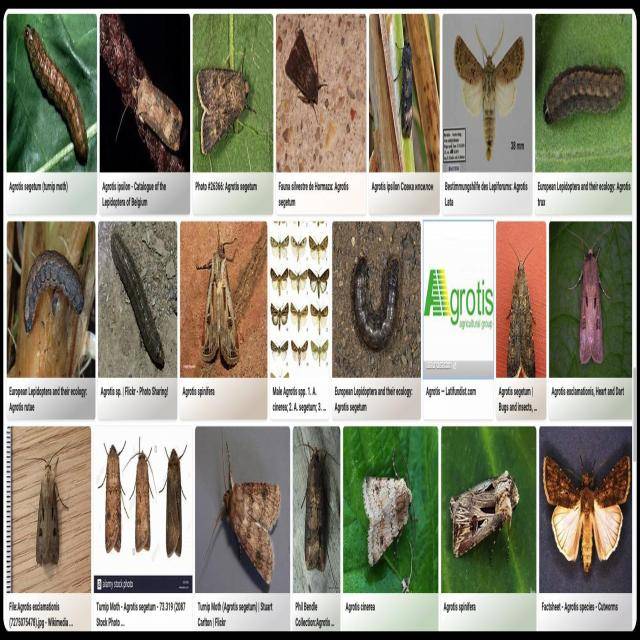 Agrotis segetum (turnip moth)
Agrotis ipsilon - Catalogue of the
Lepidoptera of Belgium
Photo #26366: Agrotis segetum
Fauna silvestre de Hormaza: Agrotis
segetum
Agrotis ipsilon Совка ипсилон
38 mm
Bestimmungshilfe des Lepiforums: Agrotis
Lata
European Lepidoptera and their ecology: Agrotis
trux
European Lepidoptera and their ecology:
Agrotis rutae
Agrotis sp. | Flickr - Photo Sharing!
Agrotis spinifera
Male Agrotis spp. 1. A.
cinerea; 2. A. segetum; 3. ...
European Lepidoptera and their ecology:
Agrotis segetum
Agrotis
agricultural group
Agrotis — Latifundist.com
Agrotis segetum |
Bugs and insects, ...
Agrotis exclamationis, Heart and Dart
File:Agrotis exclamationis
(7276875476).jpg - Wikimedia ...
alamy stock photo
Turnip Moth - Agrotis segetum - 73.319 (2087
Stock Photo ...
Turnip Moth (Agrotis segetum) | Stuart
Carlton | Flickr
Phil Bendle
Collection:Agrotis ...
Agrotis cinerea
Agrotis spinifera
Factsheet - Agrotis species - Cutworms